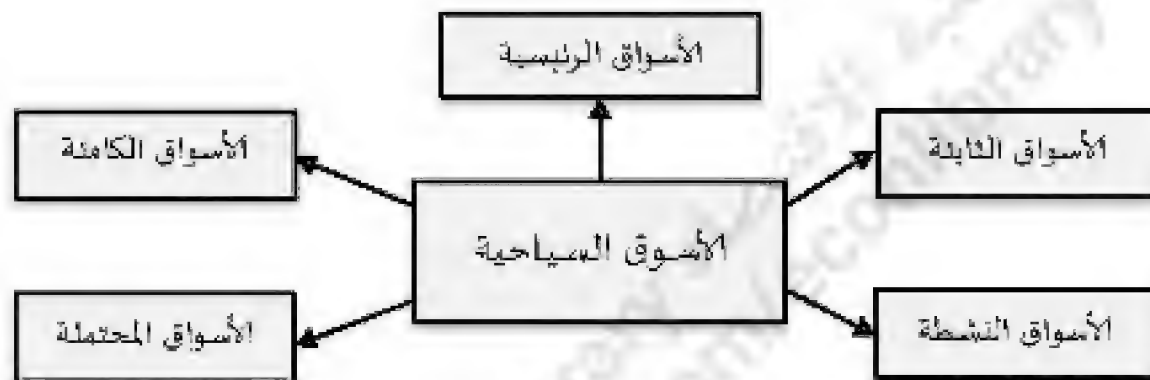 الأسواق الرئيسية
الأسواق الثابتة
الأسواق الكامنة
الأسوق السياحية
الأسواق النشطة
الأسواق المحتملة